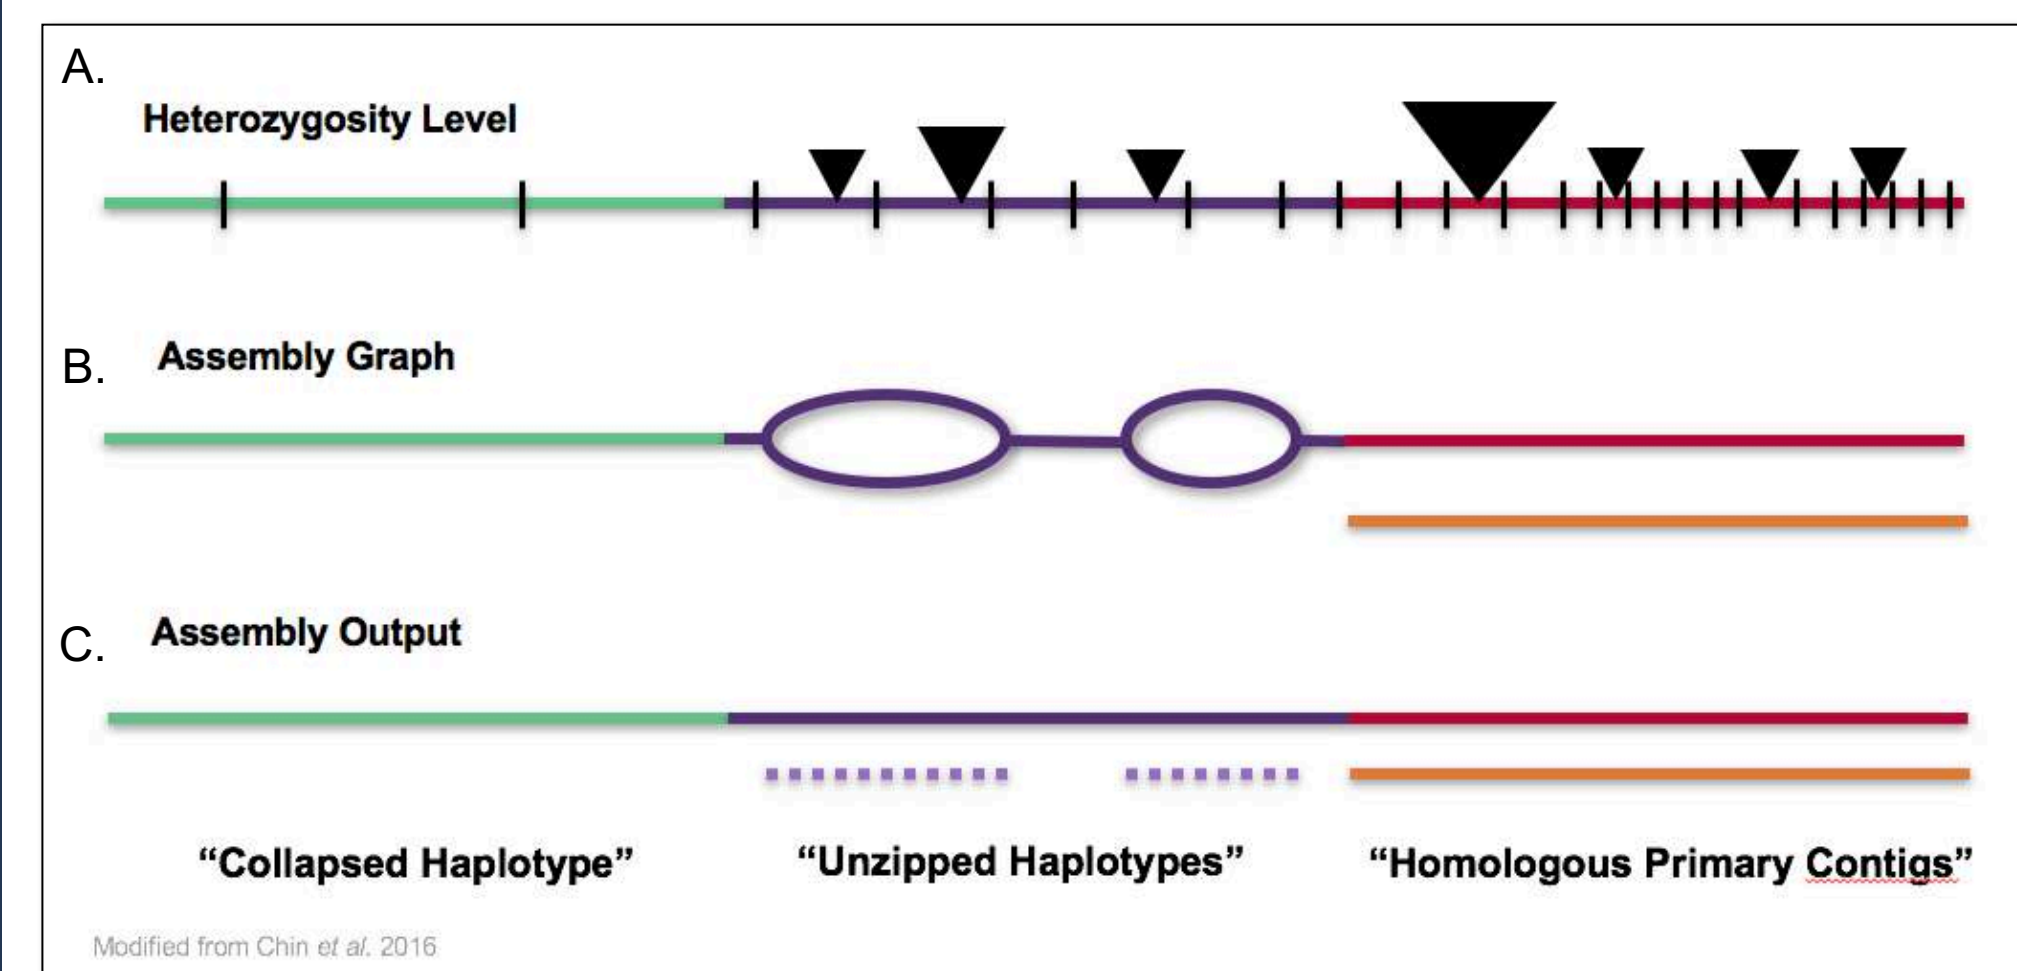 A.
Heterozygosity Level
B.
Assembly Graph
C.
Assembly Output
“Collapsed Haplotype” “Unzipped Haplotypes” “Homologous Primary Contigs”
Modified from Chin et al. 2016